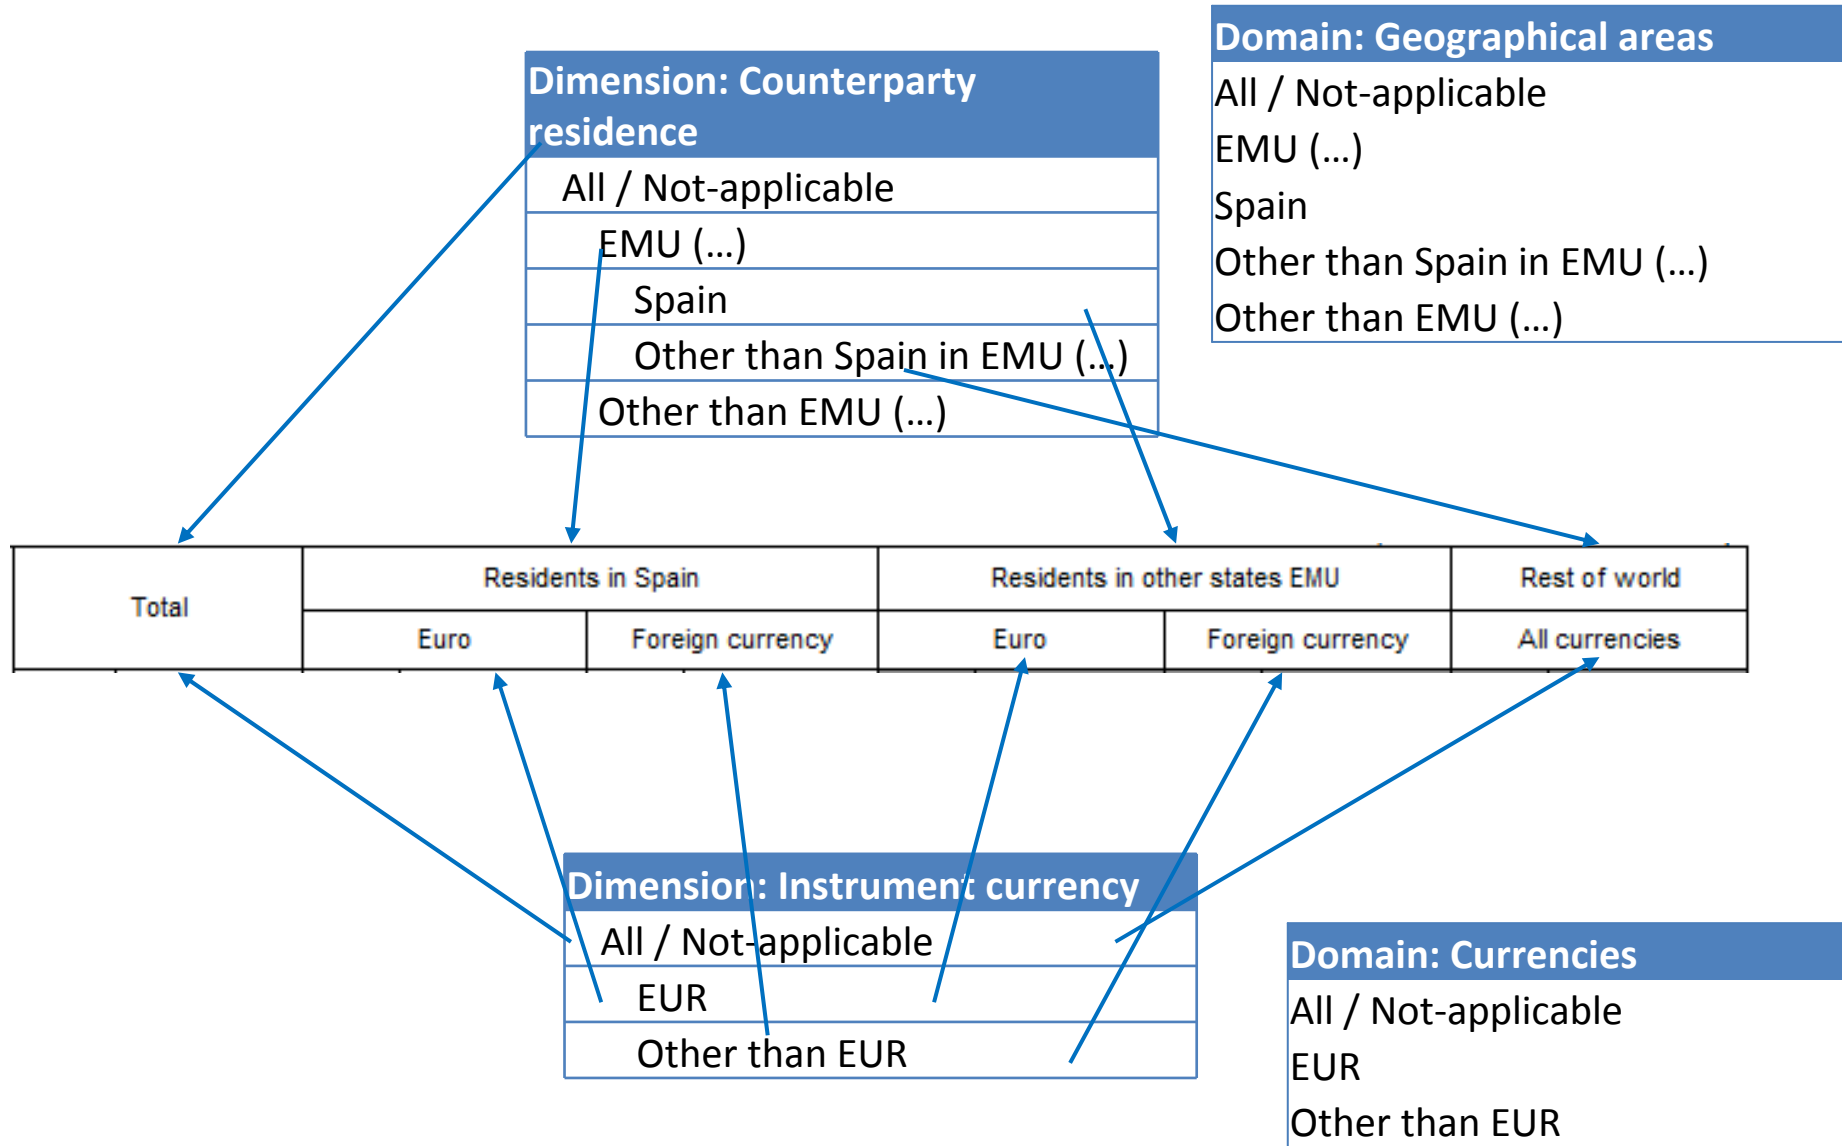 Domain: Geographical areas
All / Not-applicable
EMU (...)
Spain
Other than Spain in EMU (...)
Other than EMU (...)
Dimension: Counterparty
residence
All / Not-applicable
EMU (...)
Spain
Other than Spain in EMU (...)
Other than EMU (...)
Total
Residents in Spain
Residents in other states EMU
Rest of world
Euro
Foreign currency
Euro
Foreign currency
All currencies
Dimension: Instrument currency
All / Not-applicable
EUR
Other than EUR
Domain: Currencies
All / Not-applicable
EUR
Other than EUR